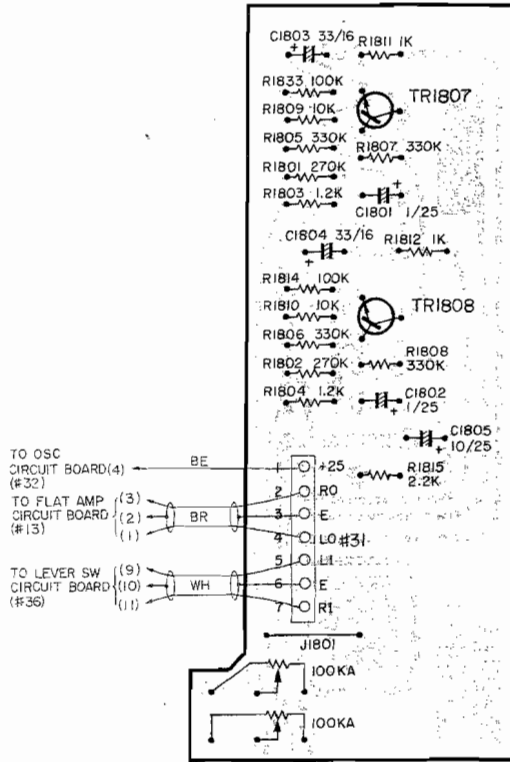 C1803 33/16
R1811 1K
+
R1833 100K
TR1807
R1809 10K
R1805 330K
R1807 330K
R1801 270K
+
R1803 1.2K
C1801 1/25
C1804 33/16
R1812 1K
+
R1814 100K
R1810 10K
TR1808
R1806 330K
R1808
330K
R1802 270K
R1804 1.2K
C1802
+ 1/25
C1805
+ 10/25
TO OSC
CIRCUIT BOARD(4)
(#32)
BE
1 +25
R1815
2.2K
TO FLAT AMP
CIRCUIT BOARD
(#13)
(3)
(2)
(1)
BR
2 RO
3 E
4 LO #31
TO LEVER SW
CIRCUIT BOARD
(#36)
(9)
(10)
(11)
WH
5 LI
6 E
7 RI
J1801
100KA
100KA